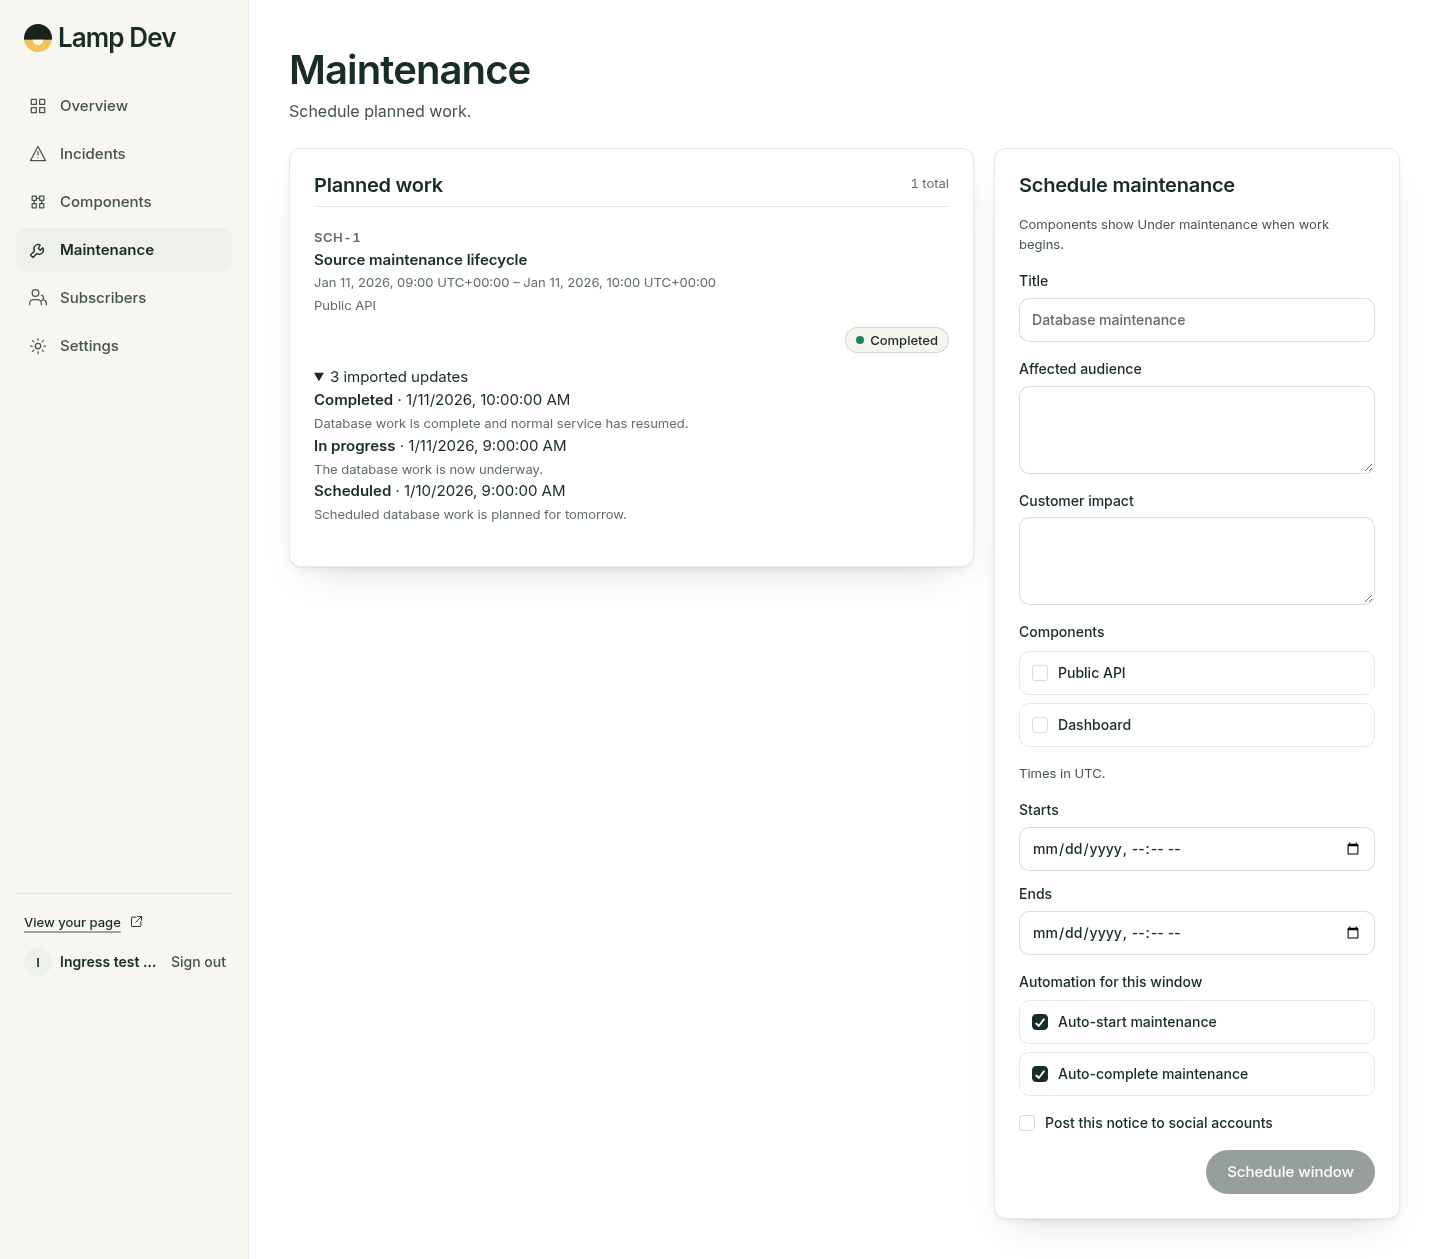 Lamp Dev
Overview
Incidents
Components
Maintenance
Subscribers
Settings
View your page
I
Ingress test ...
Sign out
Maintenance
Schedule planned work.
Planned work
1 total
SCH-1
Source maintenance lifecycle
Jan 11, 2026, 09:00 UTC+00:00 – Jan 11, 2026, 10:00 UTC+00:00
Public API
Completed
▼ 3 imported updates
Completed · 1/11/2026, 10:00:00 AM
Database work is complete and normal service has resumed.
In progress · 1/11/2026, 9:00:00 AM
The database work is now underway.
Scheduled · 1/10/2026, 9:00:00 AM
Scheduled database work is planned for tomorrow.
Schedule maintenance
Components show Under maintenance when work
begins.
Title
Database maintenance
Affected audience
Customer impact
Components
Public API
Dashboard
Times in UTC.
Starts
mm/dd/yyyy, --:-- --
Ends
mm/dd/yyyy, --:-- --
Automation for this window
Auto-start maintenance
Auto-complete maintenance
Post this notice to social accounts
Schedule window